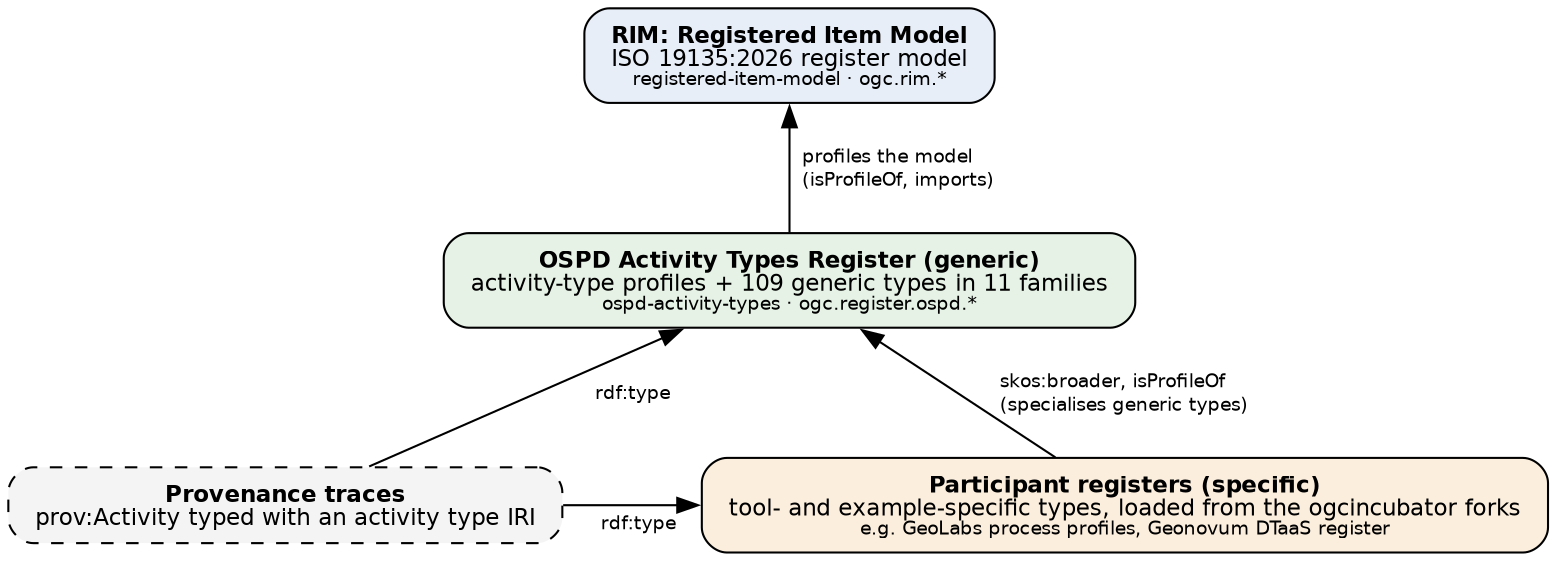 RIM: Registered Item Model
ISO 19135:2026 register model
registered-item-model · ogc.rim.*
profiles the model
(isProfileOf, imports)
OSPD Activity Types Register (generic)
activity-type profiles + 109 generic types in 11 families
ospd-activity-types · ogc.register.ospd.*
rdf:type
skos:broader, isProfileOf
(specialises generic types)
Provenance traces
prov:Activity typed with an activity type IRI
rdf:type
Participant registers (specific)
tool- and example-specific types, loaded from the ogcincubator forks
e.g. GeoLabs process profiles, Geonovum DTaaS register